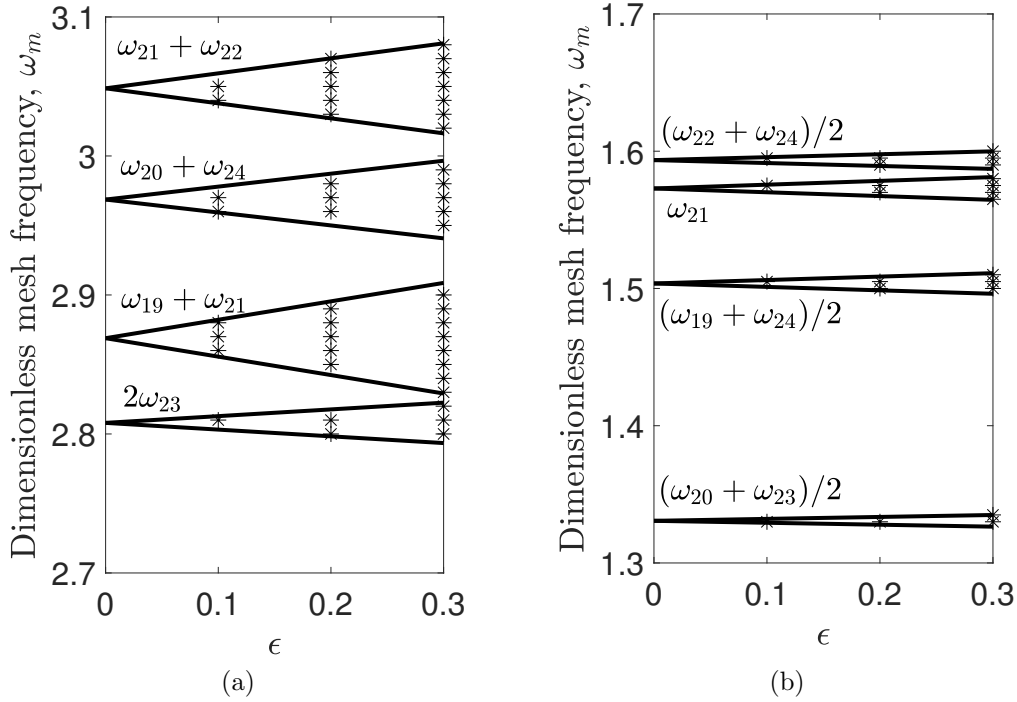 Dimensionless mesh frequency, ω_m
3.1
3
2.9
2.8
2.7
ω₂₁ + ω₂₂
ω₂₀ + ω₂₄
ω₁₉ + ω₂₁
2ω₂₃
0 0.1 0.2 0.3
ϵ
(a)
Dimensionless mesh frequency, ω_m
1.7
1.6
1.5
1.4
1.3
(ω₂₂ + ω₂₄)/2
ω₂₁
(ω₁₉ + ω₂₄)/2
(ω₂₀ + ω₂₃)/2
0 0.1 0.2 0.3
ϵ
(b)